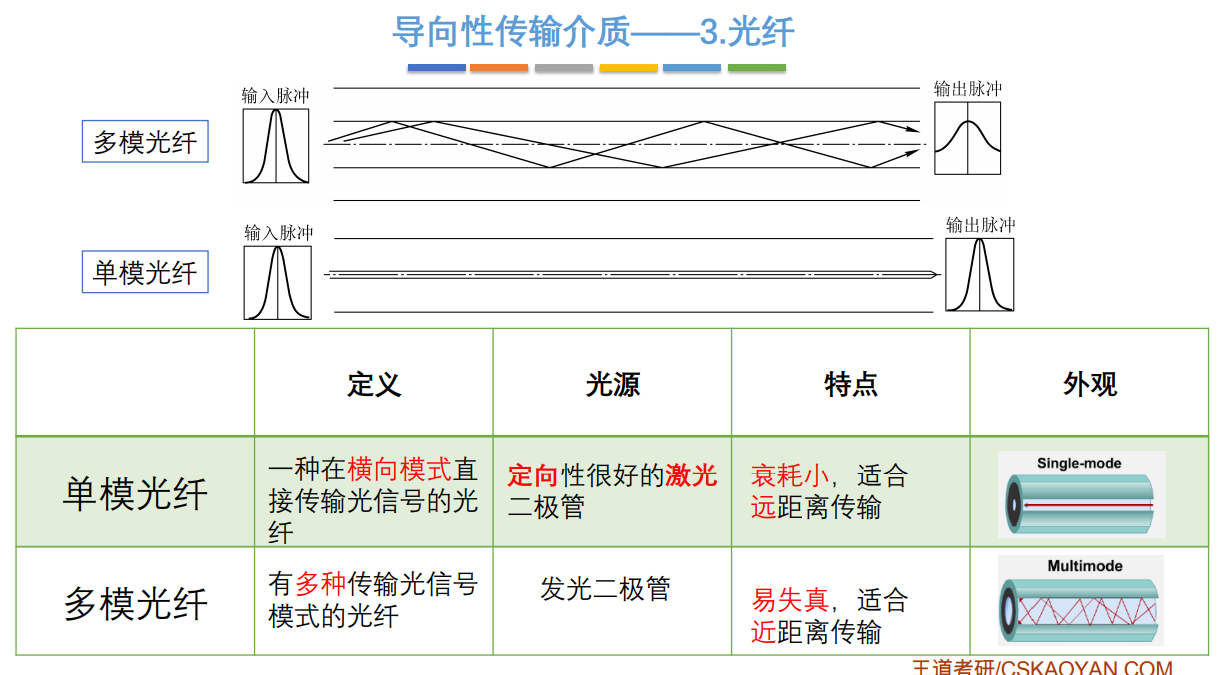 导向性传输介质——3.光纤
输入脉冲
输出脉冲
多模光纤
输入脉冲
输出脉冲
单模光纤
定义
光源
特点
外观
单模光纤
一种在横向模式直
接传输光信号的光
纤
定向性很好的激光
二极管
衰耗小，适合
远距离传输
Single-mode
多模光纤
有多种传输光信号
模式的光纤
发光二极管
易失真，适合
近距离传输
Multimode
王道考研/CSKAOYAN.COM